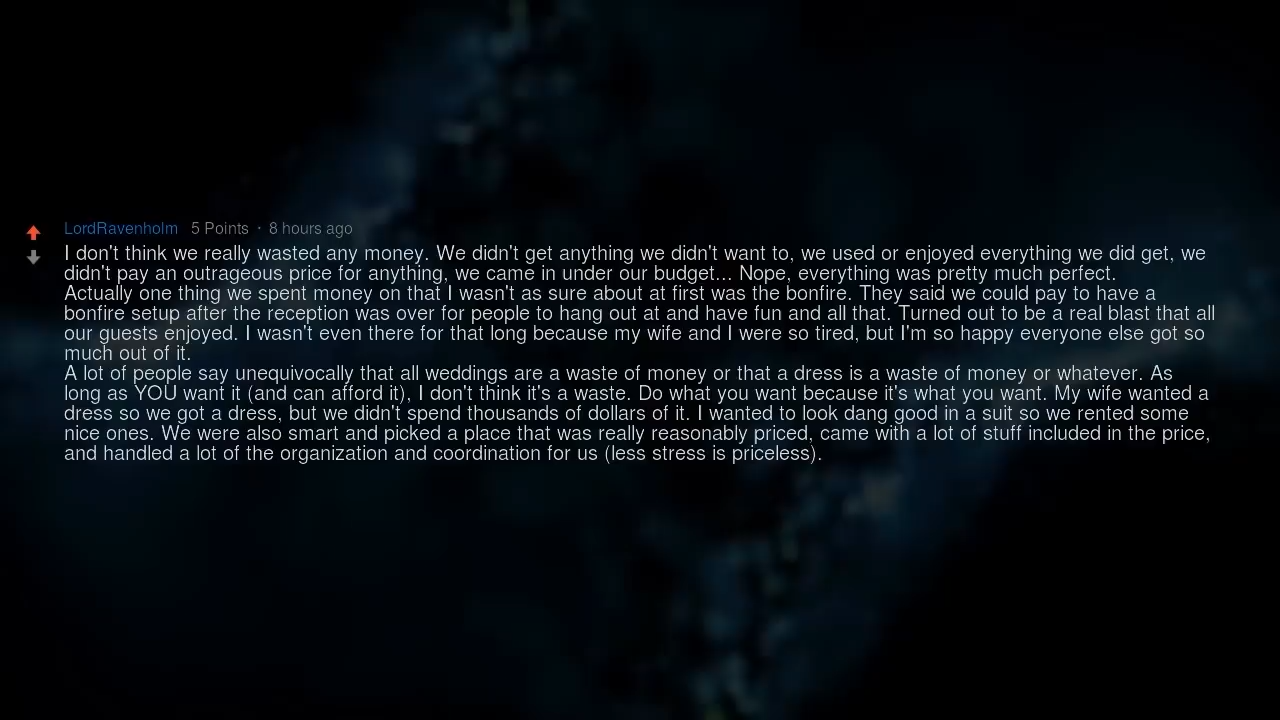 LordRavenholm 5 Points · 8 hours ago
I don't think we really wasted any money. We didn't get anything we didn't want to, we used or enjoyed everything we did get, we
didn't pay an outrageous price for anything, we came in under our budget... Nope, everything was pretty much perfect.
Actually one thing we spent money on that I wasn't as sure about at first was the bonfire. They said we could pay to have a
bonfire setup after the reception was over for people to hang out at and have fun and all that. Turned out to be a real blast that all
our guests enjoyed. I wasn't even there for that long because my wife and I were so tired, but I'm so happy everyone else got so
much out of it.
A lot of people say unequivocally that all weddings are a waste of money or that a dress is a waste of money or whatever. As
long as YOU want it (and can afford it), I don't think it's a waste. Do what you want because it's what you want. My wife wanted a
dress so we got a dress, but we didn't spend thousands of dollars of it. I wanted to look dang good in a suit so we rented some
nice ones. We were also smart and picked a place that was really reasonably priced, came with a lot of stuff included in the price,
and handled a lot of the organization and coordination for us (less stress is priceless).